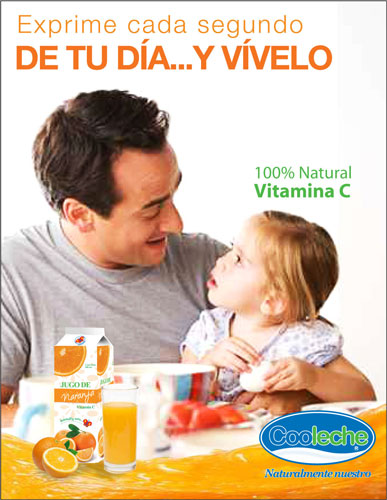 Exprime cada segundo
DE TU DÍA...Y VÍVELO
100% Natural
Vitamina C
JUGO DE
Naranja
Vitamina C
Cooleche®
Naturalmente nuestro